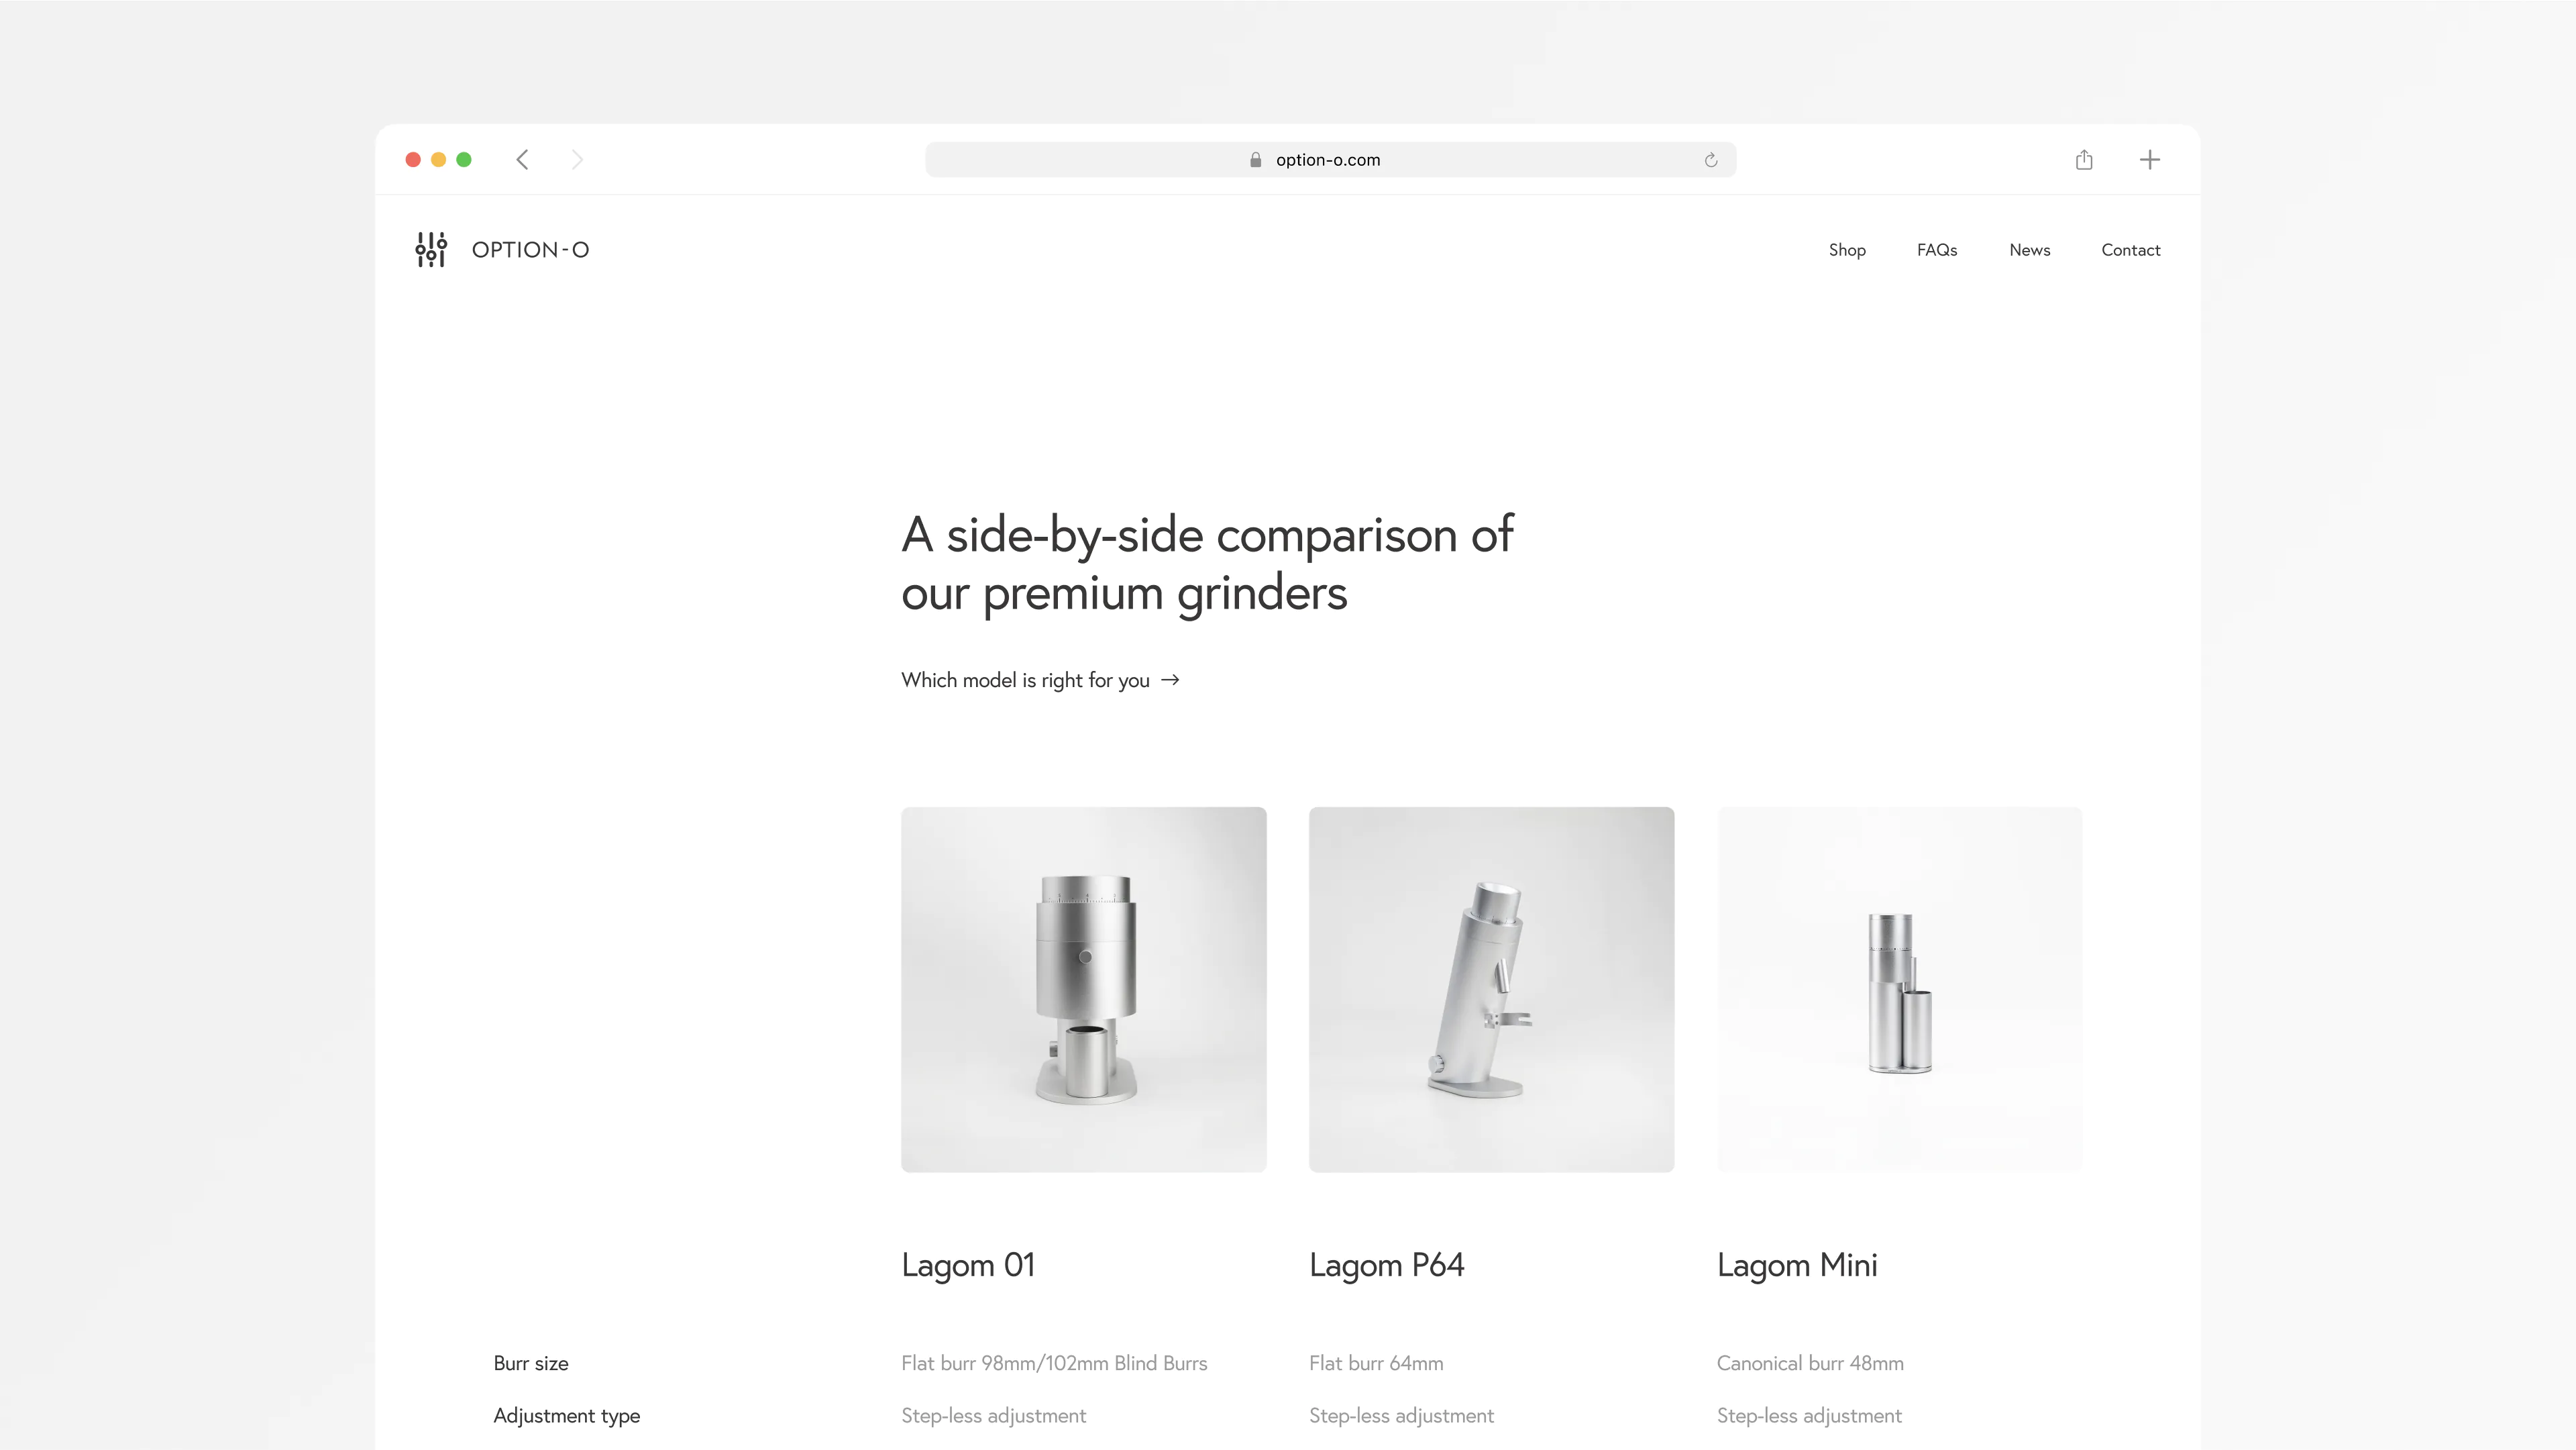 option-o.com
OPTION-O
Shop
FAQs
News
Contact
A side-by-side comparison of
our premium grinders
Which model is right for you →
Lagom 01
Lagom P64
Lagom Mini
Burr size
Flat burr 98mm/102mm Blind Burrs
Flat burr 64mm
Canonical burr 48mm
Adjustment type
Step-less adjustment
Step-less adjustment
Step-less adjustment